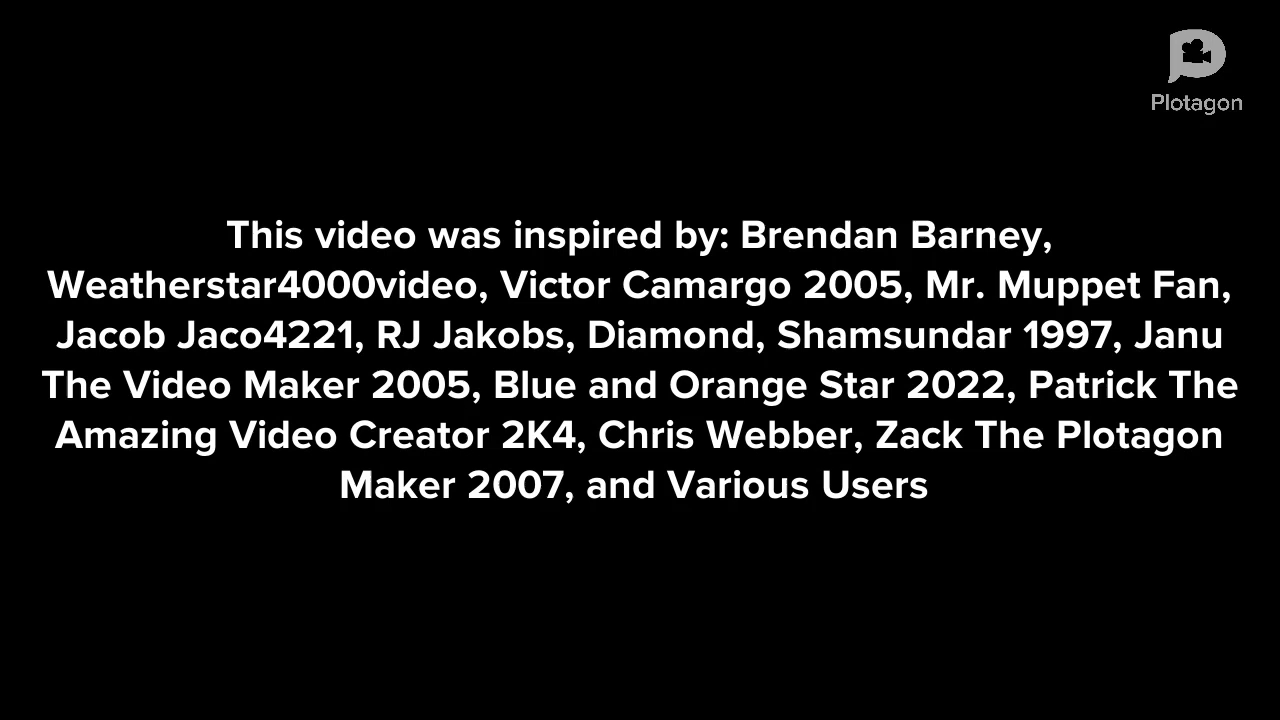 Plotagon
This video was inspired by: Brendan Barney,
Weatherstar4000video, Victor Camargo 2005, Mr. Muppet Fan,
Jacob Jaco4221, RJ Jakobs, Diamond, Shamsundar 1997, Janu
The Video Maker 2005, Blue and Orange Star 2022, Patrick The
Amazing Video Creator 2K4, Chris Webber, Zack The Plotagon
Maker 2007, and Various Users